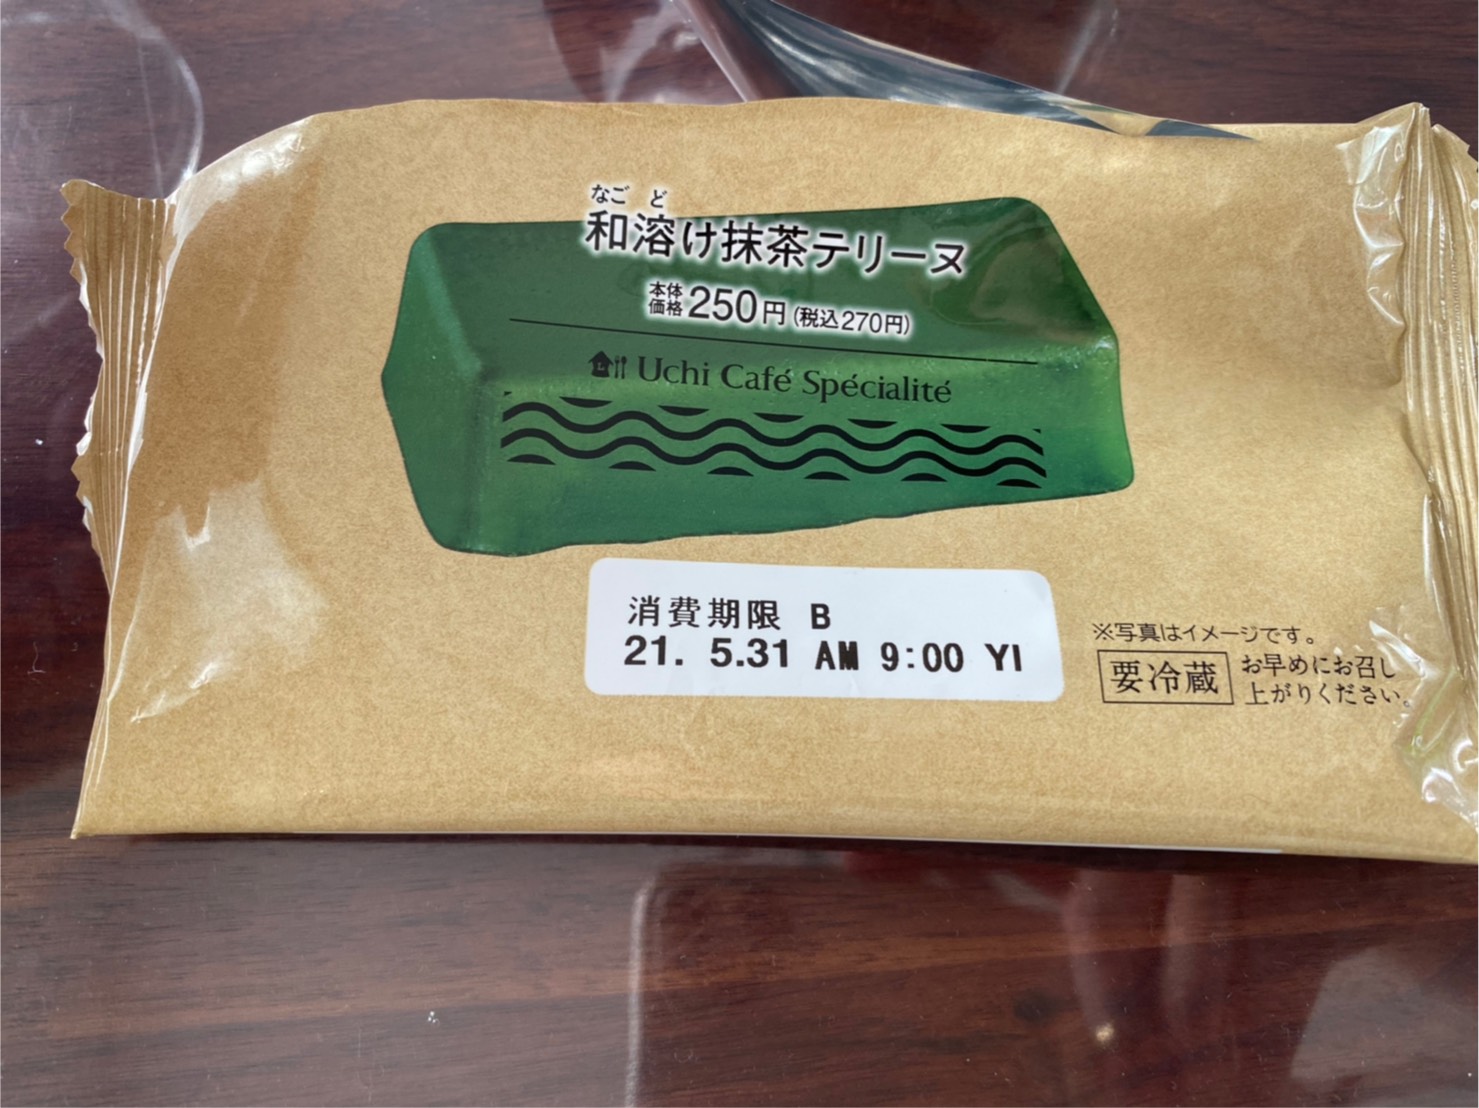 なごど
和溶け抹茶テリーヌ
本体価格250円(税込270円)
Uchi Café Spécialité
消費期限 B
21. 5.31 AM 9:00 YI
※写真はイメージです。
要冷蔵 お早めにお召し
上がりください。